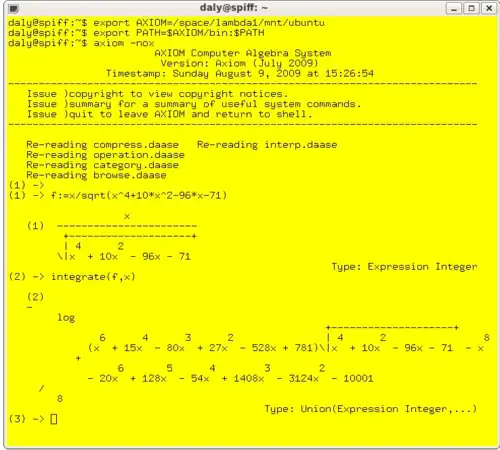 daly@spiff: ~
daly@spiff:~$ export AXIOM=/space/lambda1/mnt/ubuntu
daly@spiff:~$ export PATH=$AXIOM/bin:$PATH
daly@spiff:~$ axiom -nox
AXIOM Computer Algebra System
Version: Axiom (July 2009)
Timestamp: Sunday August 9, 2009 at 15:26:54
-----------------------------------------------------------------------------
Issue )copyright to view copyright notices.
Issue )summary for a summary of useful system commands.
Issue )quit to leave AXIOM and return to shell.
-----------------------------------------------------------------------------
Re-reading compress.daase   Re-reading interp.daase
Re-reading operation.daase
Re-reading category.daase
Re-reading browse.daase
(1) ->
(1) -> f:=x/sqrt(x^4+10*x^2-96*x-71)
x
(1)  -----------------------
+---------------------+
| 4      2
\|x  + 10x  - 96x - 71
Type: Expression Integer
(2) -> integrate(f,x)
(2)
-
log
+---------------------+
6      4      3      2               | 4      2                 8
(x  + 15x  - 80x  + 27x  - 528x + 781)\|x  + 10x  - 96x - 71  - x
+
6       5      4       3       2
- 20x  + 128x  - 54x  + 1408x  - 3124x  - 10001
/
8
Type: Union(Expression Integer,...)
(3) ->